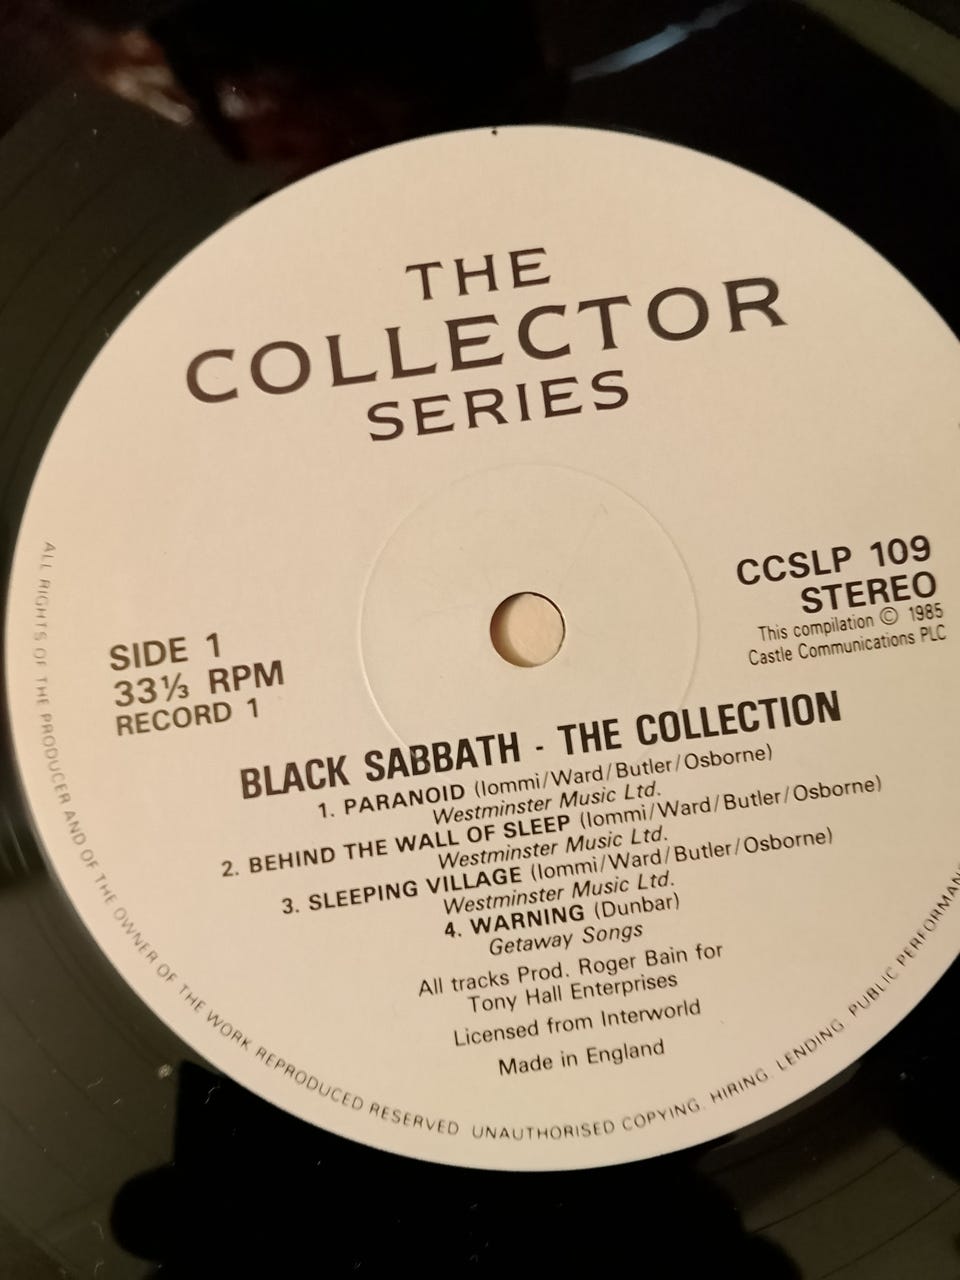 THE
COLLECTOR
SERIES
CCSLP 109
STEREO
This compilation © 1985
Castle Communications PLC
SIDE 1
33⅓ RPM
RECORD 1
BLACK SABBATH - THE COLLECTION
1. PARANOID (Iommi/Ward/Butler/Osborne)
Westminster Music Ltd.
2. BEHIND THE WALL OF SLEEP (Iommi/Ward/Butler/Osborne)
Westminster Music Ltd.
3. SLEEPING VILLAGE (Iommi/Ward/Butler/Osborne)
Westminster Music Ltd.
4. WARNING (Dunbar)
Getaway Songs
All tracks Prod. Roger Bain for
Tony Hall Enterprises
Licensed from Interworld
Made in England
ALL RIGHTS OF THE PRODUCER AND OF THE OWNER OF THE WORK REPRODUCED RESERVED UNAUTHORISED COPYING. HIRING. LENDING. PUBLIC